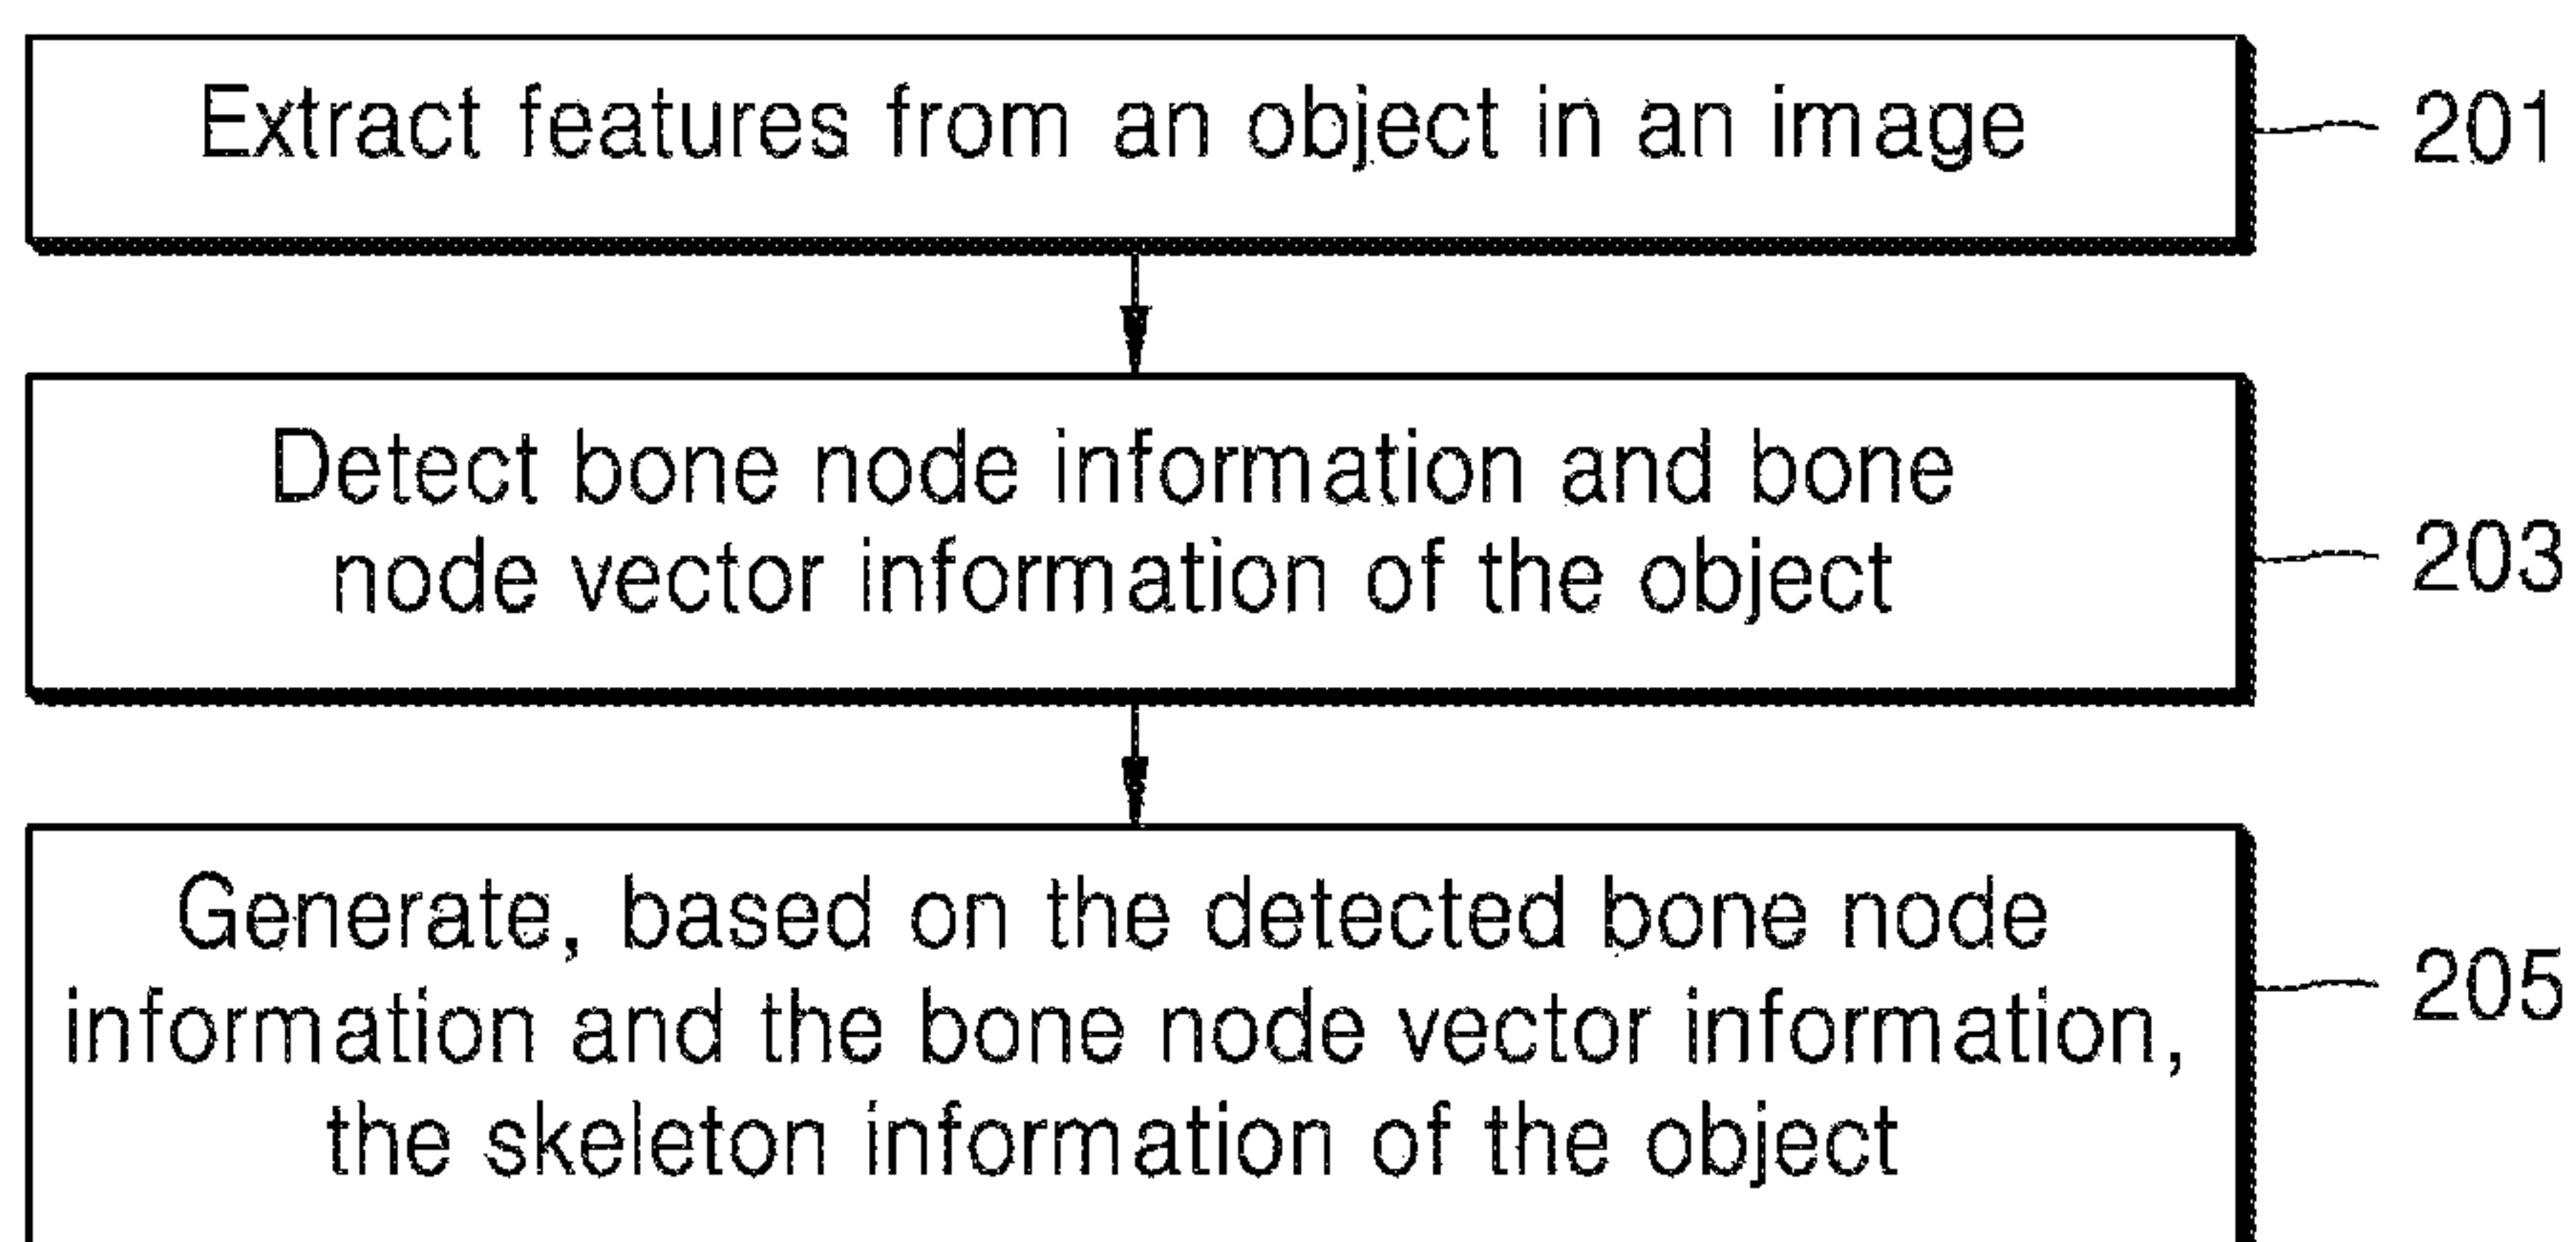 Extract features from an object in an image
201
Detect bone node information and bone
node vector information of the object
203
Generate, based on the detected bone node
information and the bone node vector information,
the skeleton information of the object
205